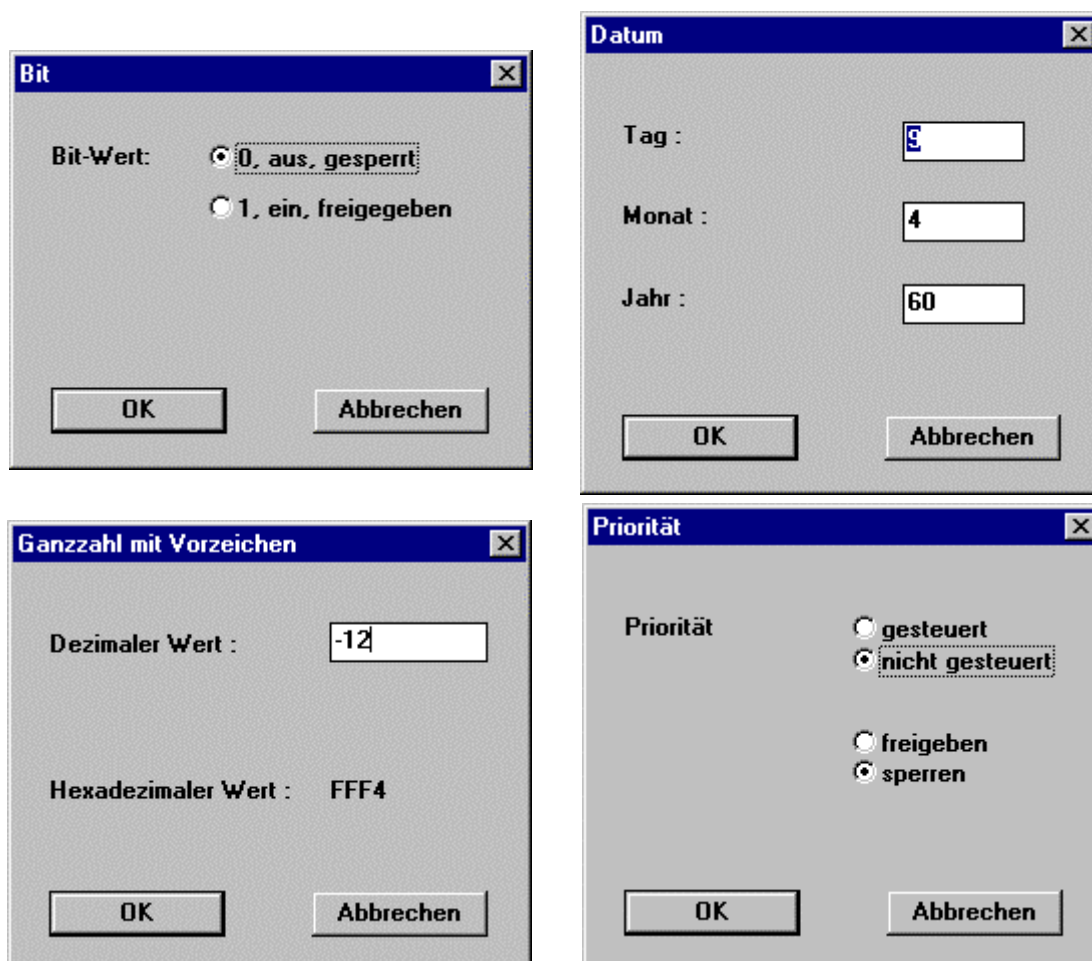 Bit
Bit-Wert: 0, aus, gesperrt
1, ein, freigegeben
OK Abbrechen
Datum
Tag : 9
Monat : 4
Jahr : 60
OK Abbrechen
Ganzzahl mit Vorzeichen
Dezimaler Wert : -12
Hexadezimaler Wert : FFF4
OK Abbrechen
Priorität
Priorität gesteuert
nicht gesteuert
freigeben
sperren
OK Abbrechen